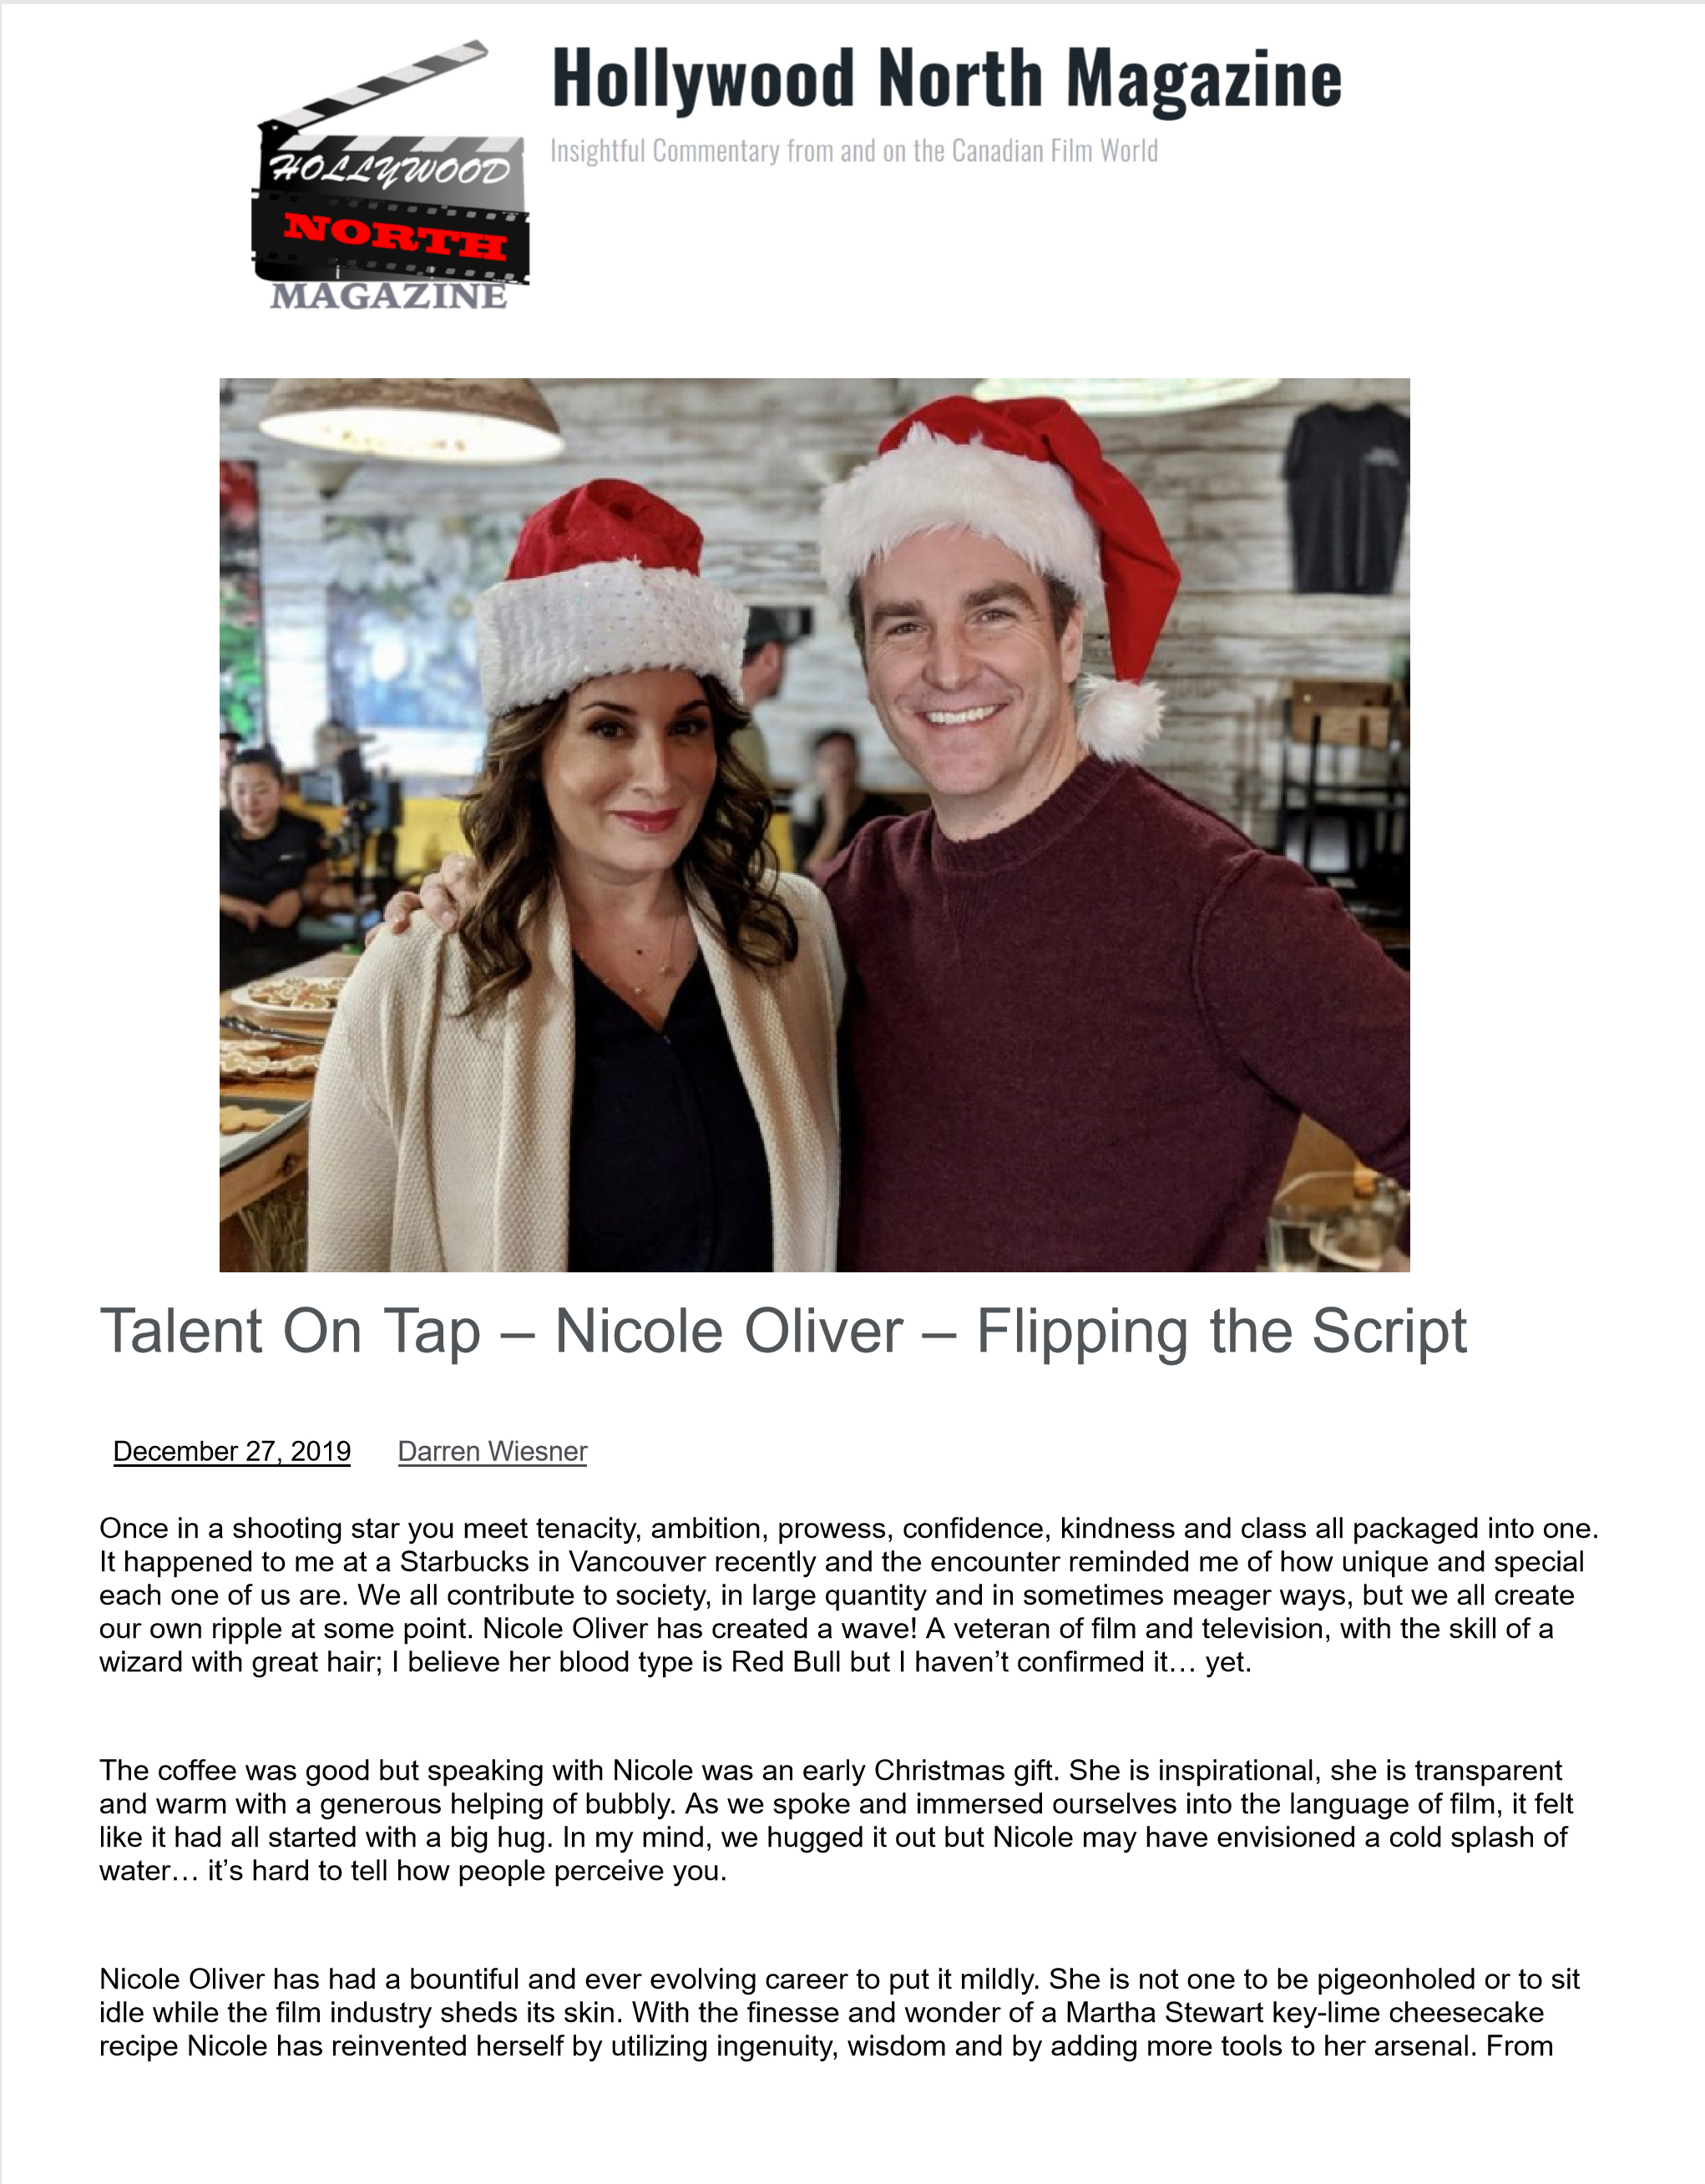 HOLLYWOOD
NORTH
MAGAZINE
Hollywood North Magazine
Insightful Commentary from and on the Canadian Film World
Talent On Tap – Nicole Oliver – Flipping the Script
December 27, 2019 Darren Wiesner
Once in a shooting star you meet tenacity, ambition, prowess, confidence, kindness and class all packaged into one.
It happened to me at a Starbucks in Vancouver recently and the encounter reminded me of how unique and special
each one of us are. We all contribute to society, in large quantity and in sometimes meager ways, but we all create
our own ripple at some point. Nicole Oliver has created a wave! A veteran of film and television, with the skill of a
wizard with great hair; I believe her blood type is Red Bull but I haven’t confirmed it… yet.
The coffee was good but speaking with Nicole was an early Christmas gift. She is inspirational, she is transparent
and warm with a generous helping of bubbly. As we spoke and immersed ourselves into the language of film, it felt
like it had all started with a big hug. In my mind, we hugged it out but Nicole may have envisioned a cold splash of
water… it’s hard to tell how people perceive you.
Nicole Oliver has had a bountiful and ever evolving career to put it mildly. She is not one to be pigeonholed or to sit
idle while the film industry sheds its skin. With the finesse and wonder of a Martha Stewart key-lime cheesecake
recipe Nicole has reinvented herself by utilizing ingenuity, wisdom and by adding more tools to her arsenal. From